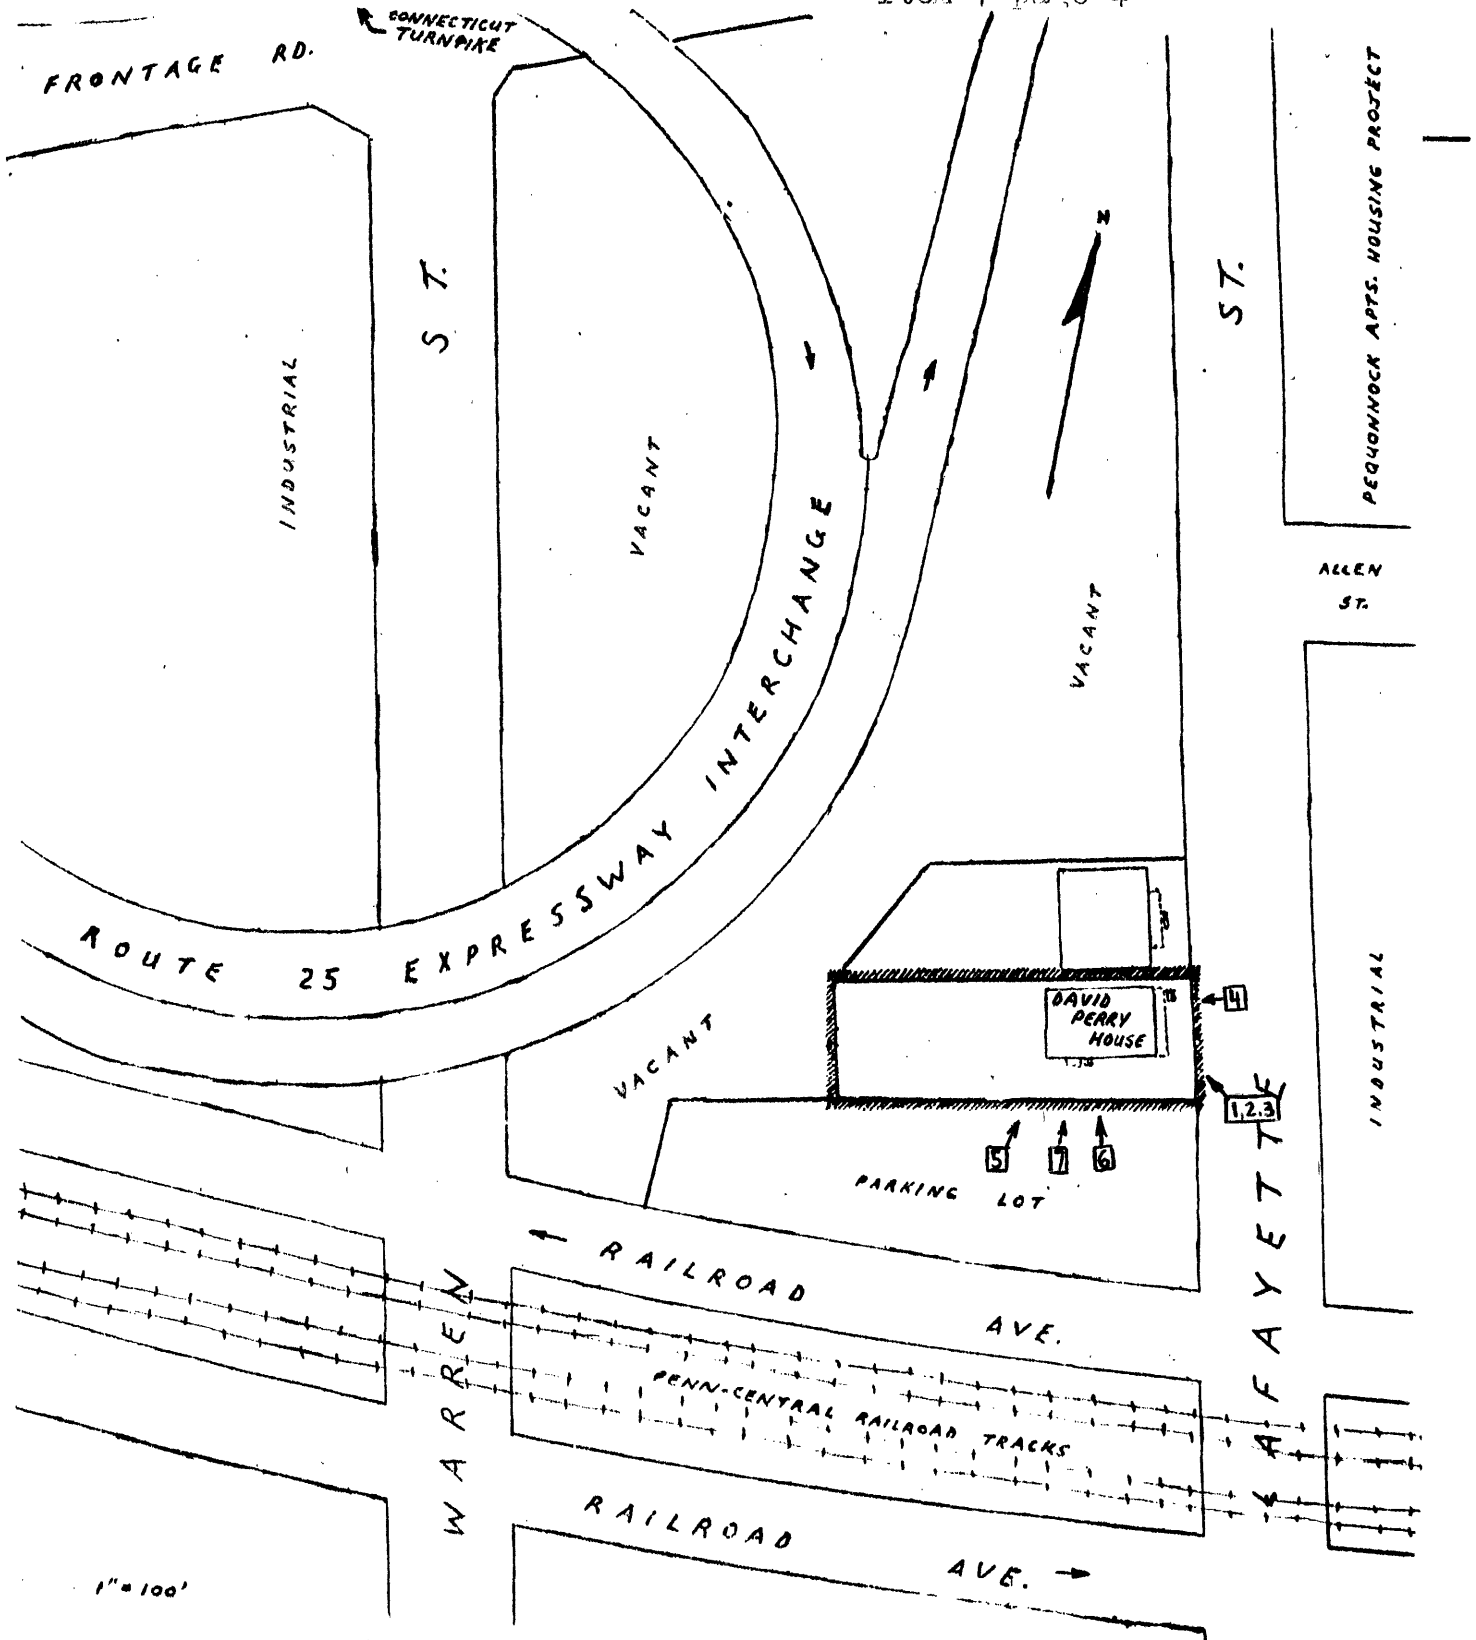 CONNECTICUT
TURNPIKE
FRONTAGE RD.
N
PEQUONNOCK APTS. HOUSING PROJECT
ST.
ST.
INDUSTRIAL
VACANT
ALLEN
ST.
VACANT
ROUTE 25 EXPRESSWAY INTERCHANGE
DAVID
PERRY
HOUSE
4
INDUSTRIAL
VACANT
1,2,3
5
7
6
PARKING LOT
LAFAYETTE
RAILROAD AVE.
WARREN
PENN-CENTRAL RAILROAD TRACKS
RAILROAD AVE.
1" = 100'